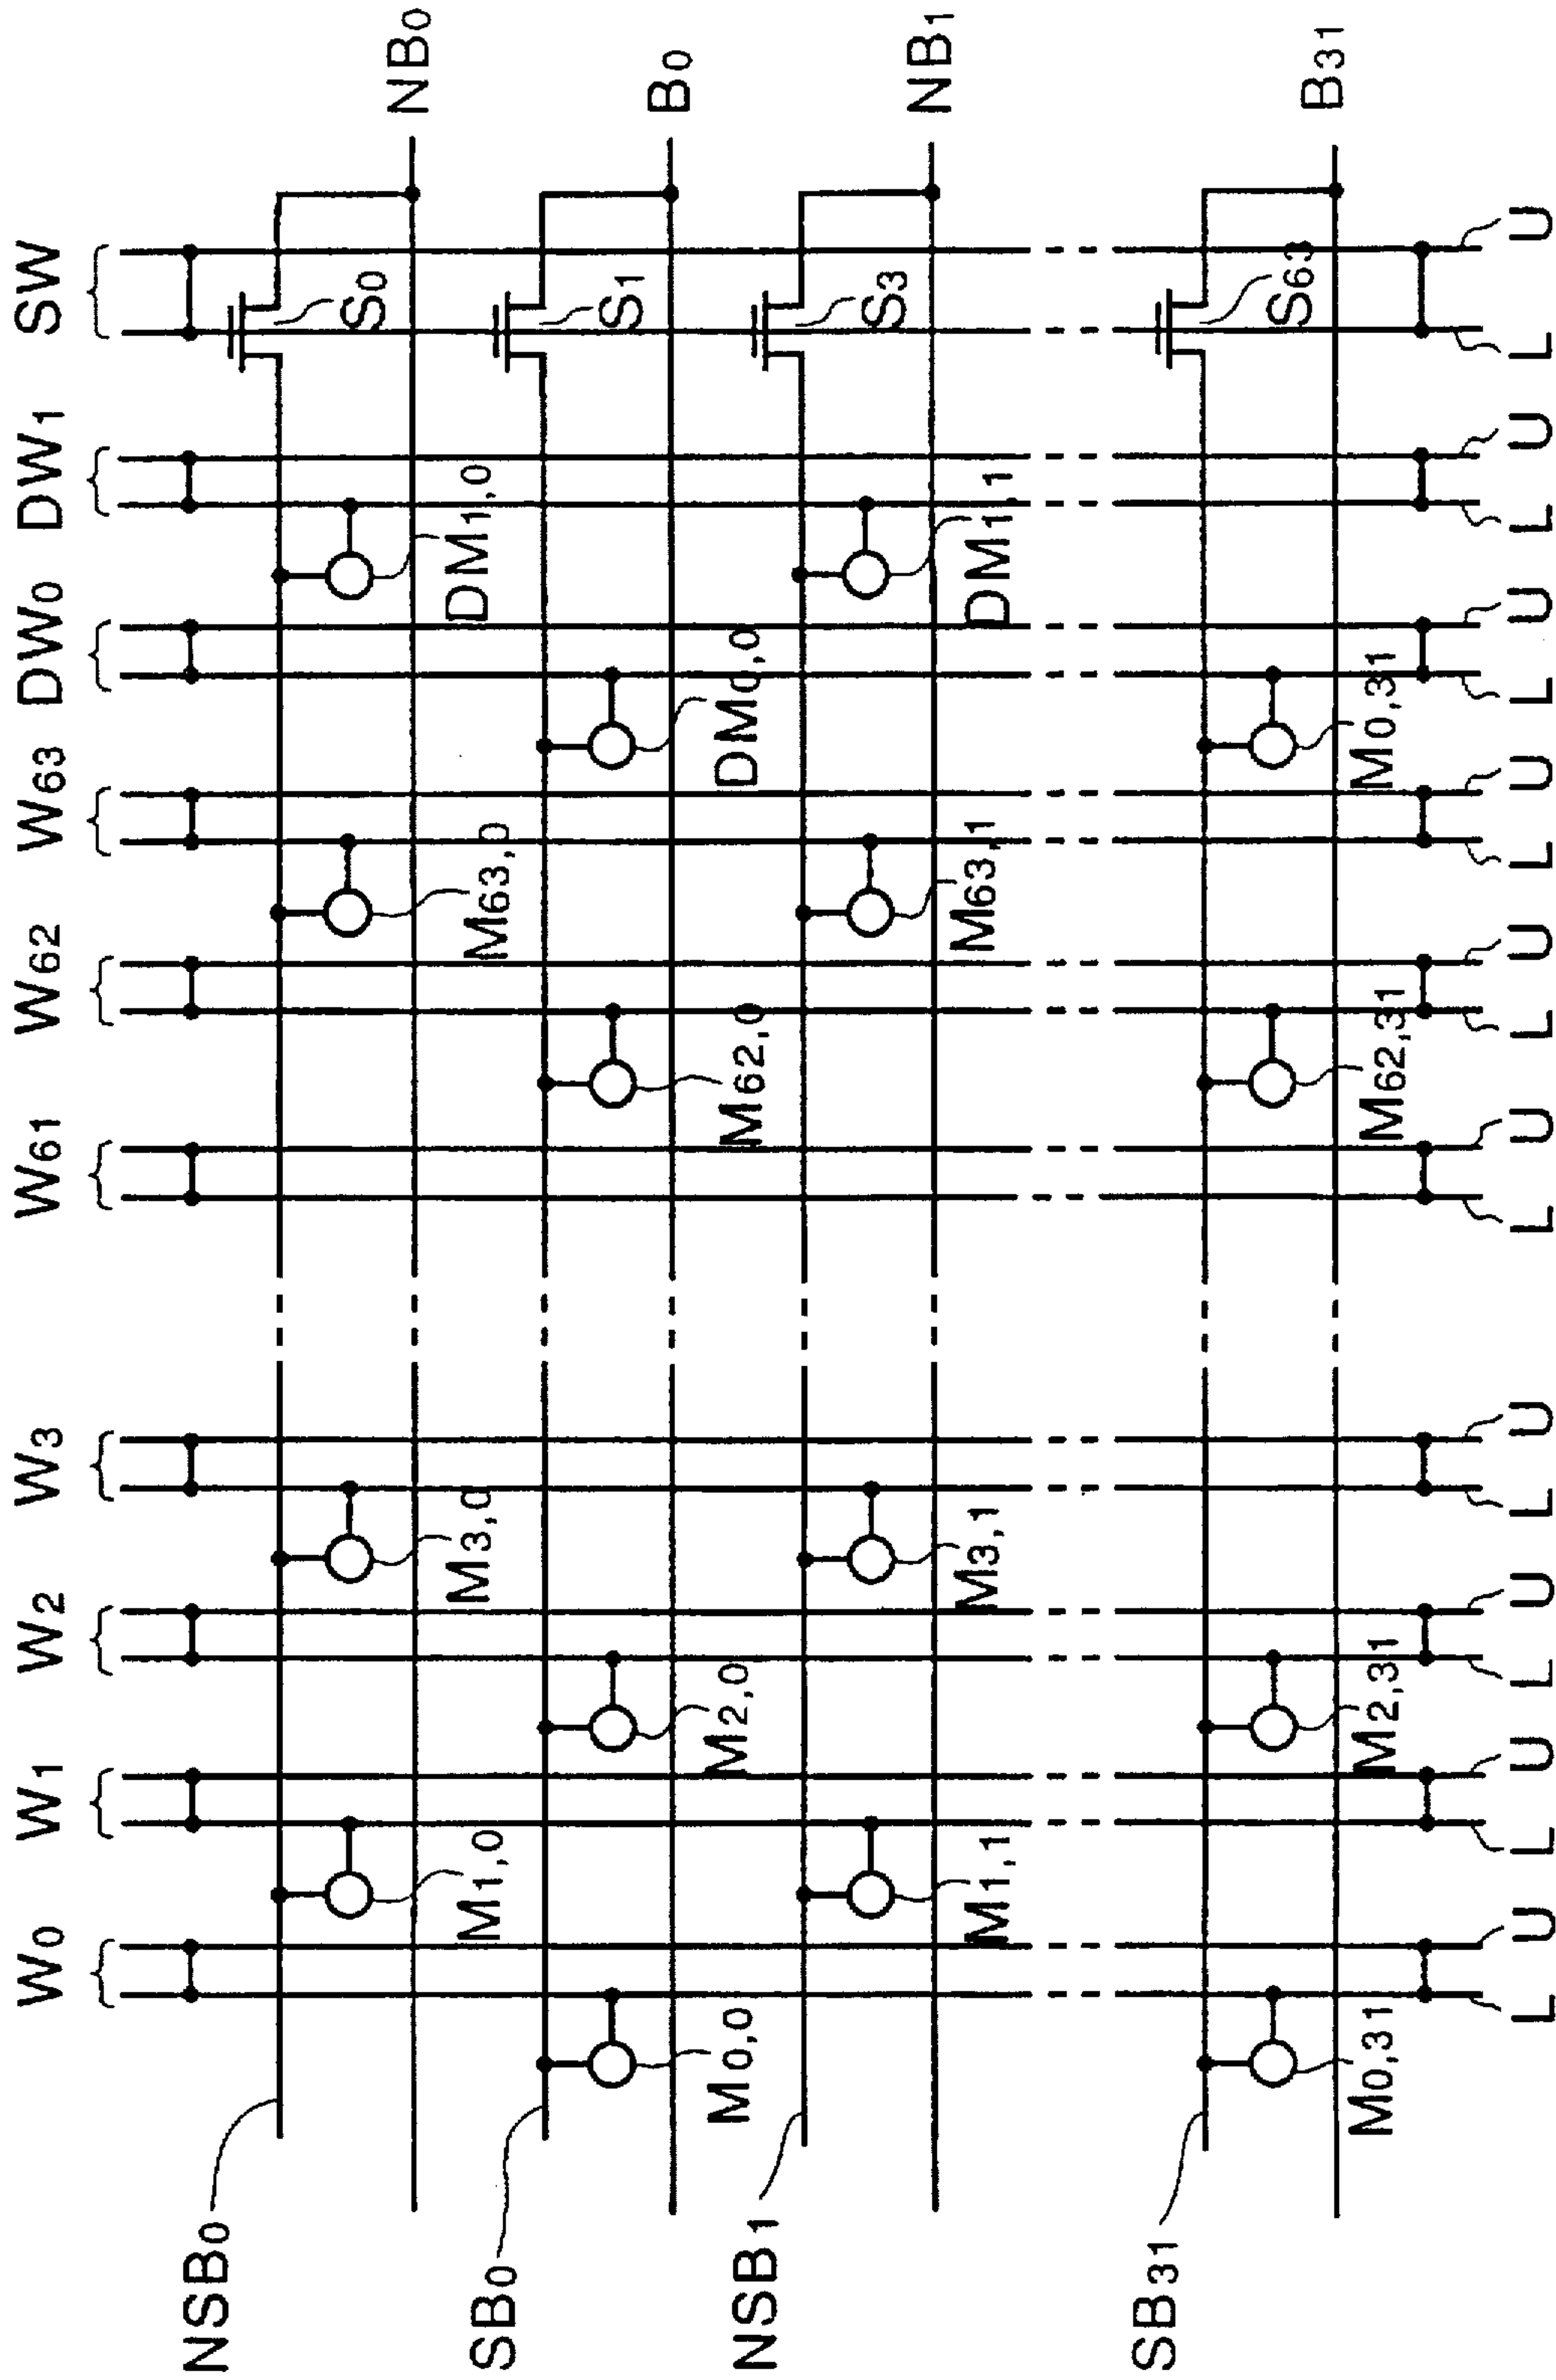 W0 W1 W2 W3 W61 W62 W63 DW0 DW1 SW
NSB0
M1,0 M3,0 M63,0 DM1,0 S0
NB0
SB0
M0,0 M2,0 M62,0 DM0,0 S1
B0
NSB1
M1,1 M3,1 M63,1 DM1,1 S3
NB1
SB31
M0,31 M2,31 M62,31 M0,31 S63
B31
L U L U L U L U L U L U L U L U L U L U